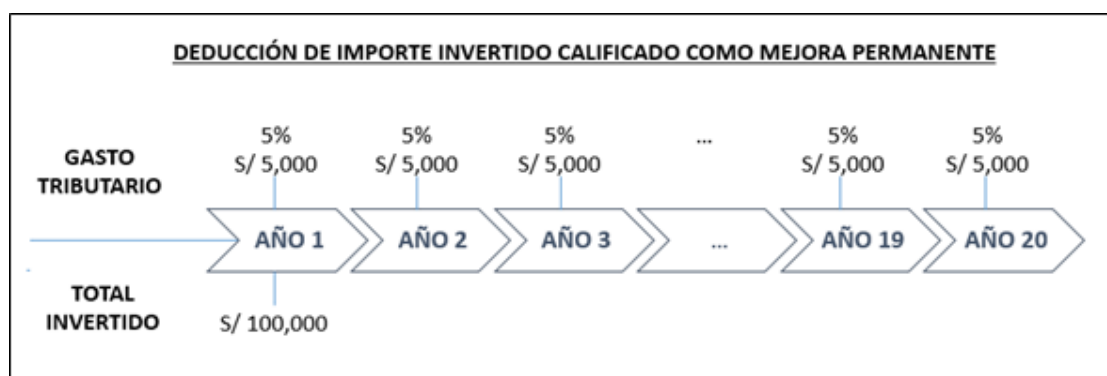 DEDUCCIÓN DE IMPORTE INVERTIDO CALIFICADO COMO MEJORA PERMANENTE
5% 5% 5% ... 5% 5%
GASTO TRIBUTARIO
S/ 5,000 S/ 5,000 S/ 5,000 S/ 5,000 S/ 5,000
AÑO 1 AÑO 2 AÑO 3 ... AÑO 19 AÑO 20
TOTAL INVERTIDO
S/ 100,000